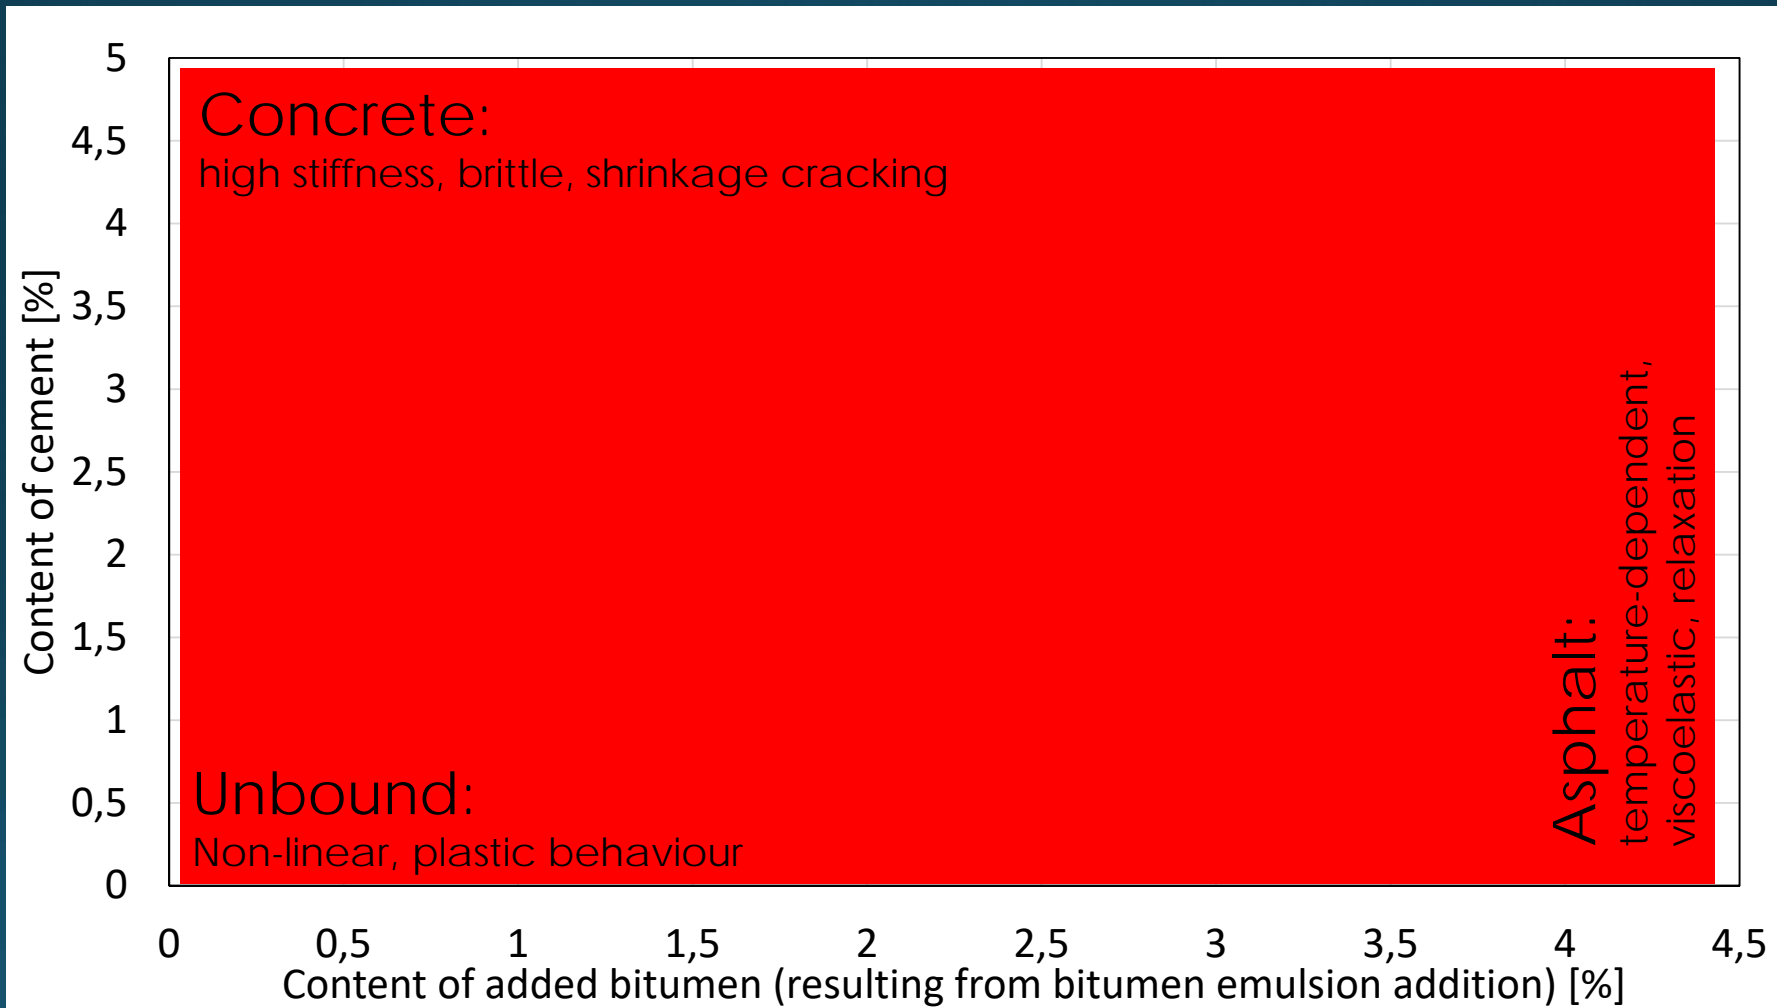 5
4,5
4
3,5
3
2,5
2
1,5
1
0,5
0
Content of cement [%]
Concrete:
high stiffness, brittle, shrinkage cracking
Unbound:
Non-linear, plastic behaviour
Asphalt:
temperature-dependent,
viscoelastic, relaxation
0 0,5 1 1,5 2 2,5 3 3,5 4 4,5
Content of added bitumen (resulting from bitumen emulsion addition) [%]